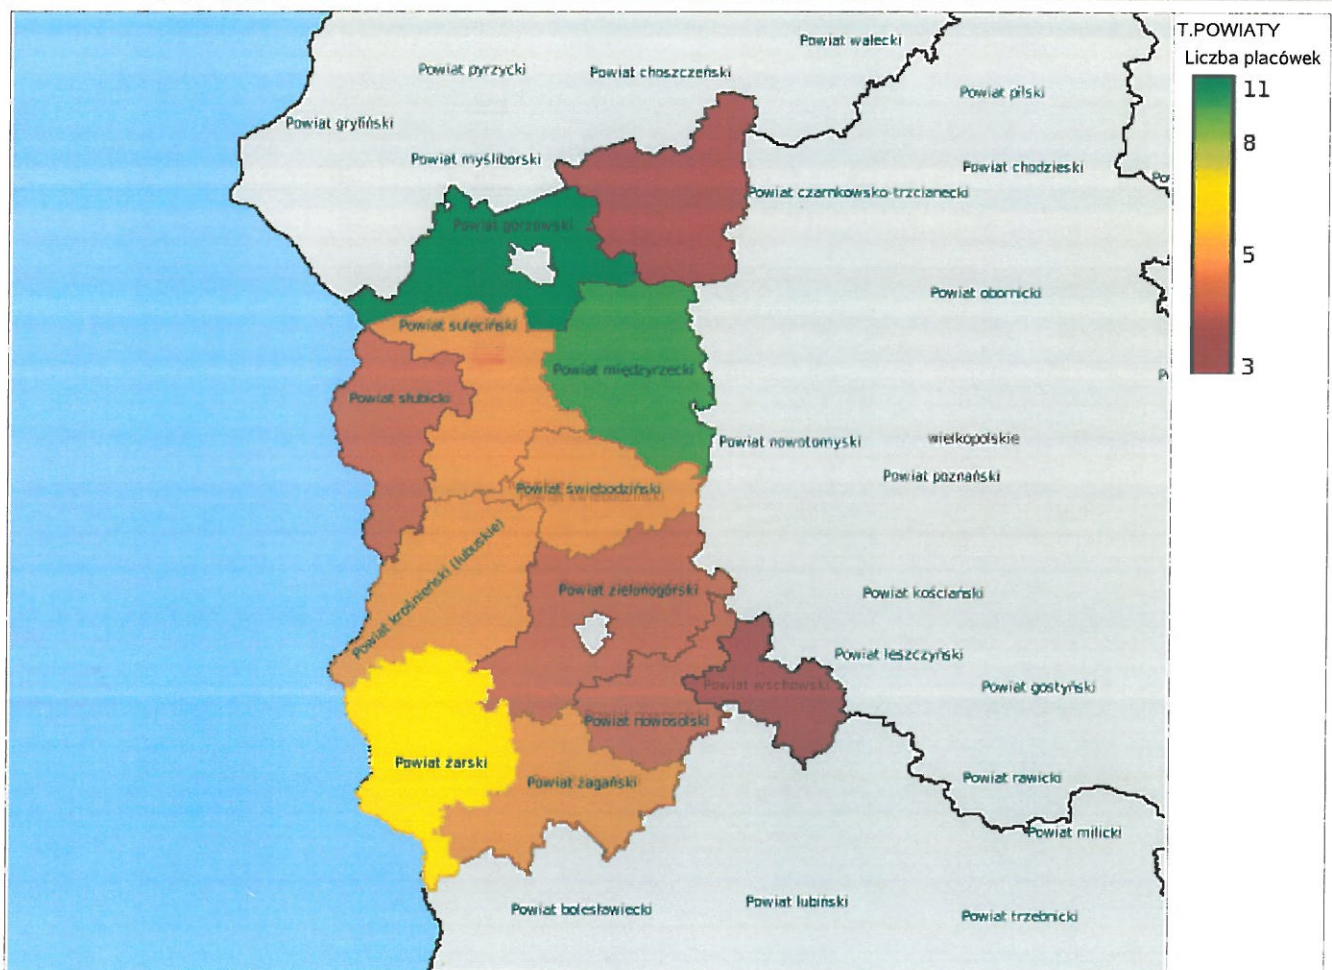 T.POWIATY
Liczba placówek
11
8
5
3
Powiat wałecki
Powiat pyrzycki
Powiat choszczeński
Powiat pilski
Powiat gryfiński
Powiat myśliborski
Powiat chodzieski
Powiat czarnkowsko-trzcianecki
Powiat gorzowski
Powiat obornicki
Powiat sulęciński
Powiat międzyrzecki
Powiat słubicki
Powiat nowotomyski
wielkopolskie
Powiat poznański
Powiat świebodziński
Powiat krośnieński (lubuskie)
Powiat zielonogórski
Powiat kościański
Powiat leszczyński
Powiat wschowski
Powiat gostyński
Powiat nowosolski
Powiat żarski
Powiat żagański
Powiat rawicki
Powiat milicki
Powiat bolesławiecki
Powiat lubiński
Powiat trzebnicki